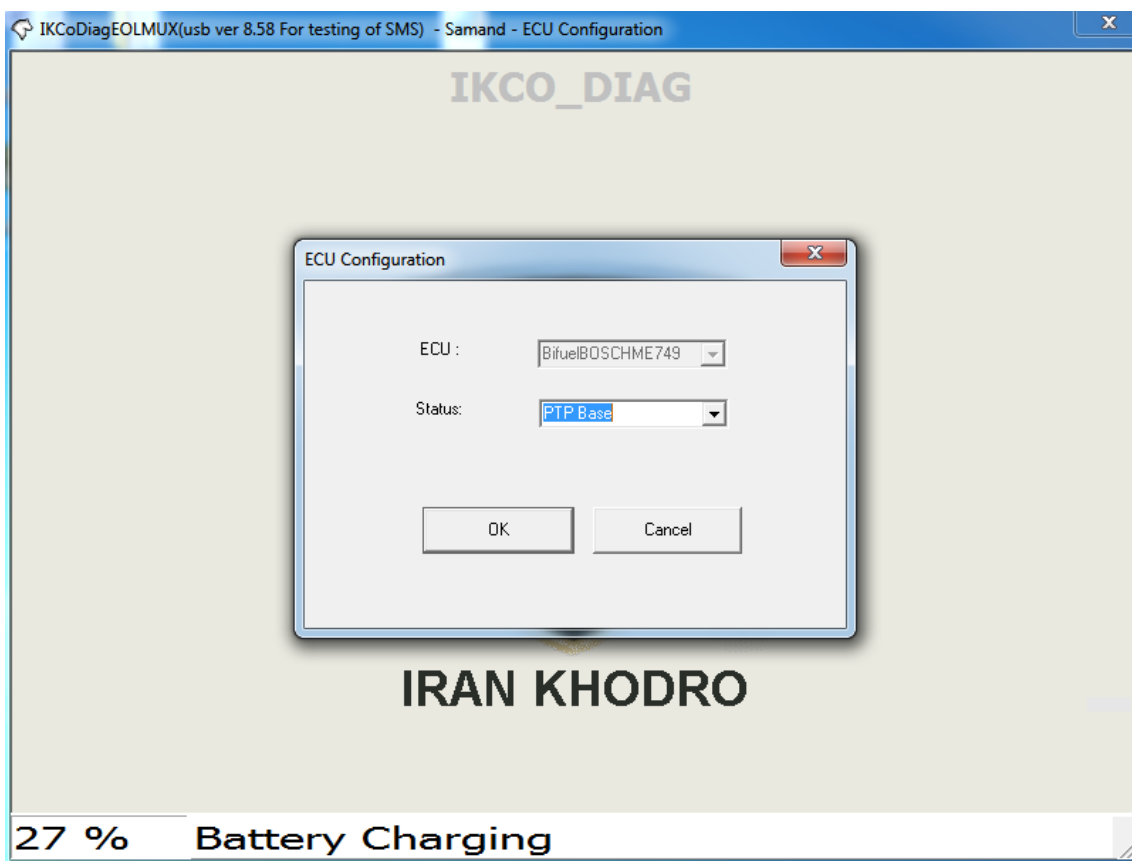 IKCoDiagEOLMUX(usb ver 8.58 For testing of SMS) - Samand - ECU Configuration
IKCO_DIAG
ECU Configuration
ECU :
BifuelBOSCHME749
Status:
PTP Base
OK
Cancel
IRAN KHODRO
27 %
Battery Charging